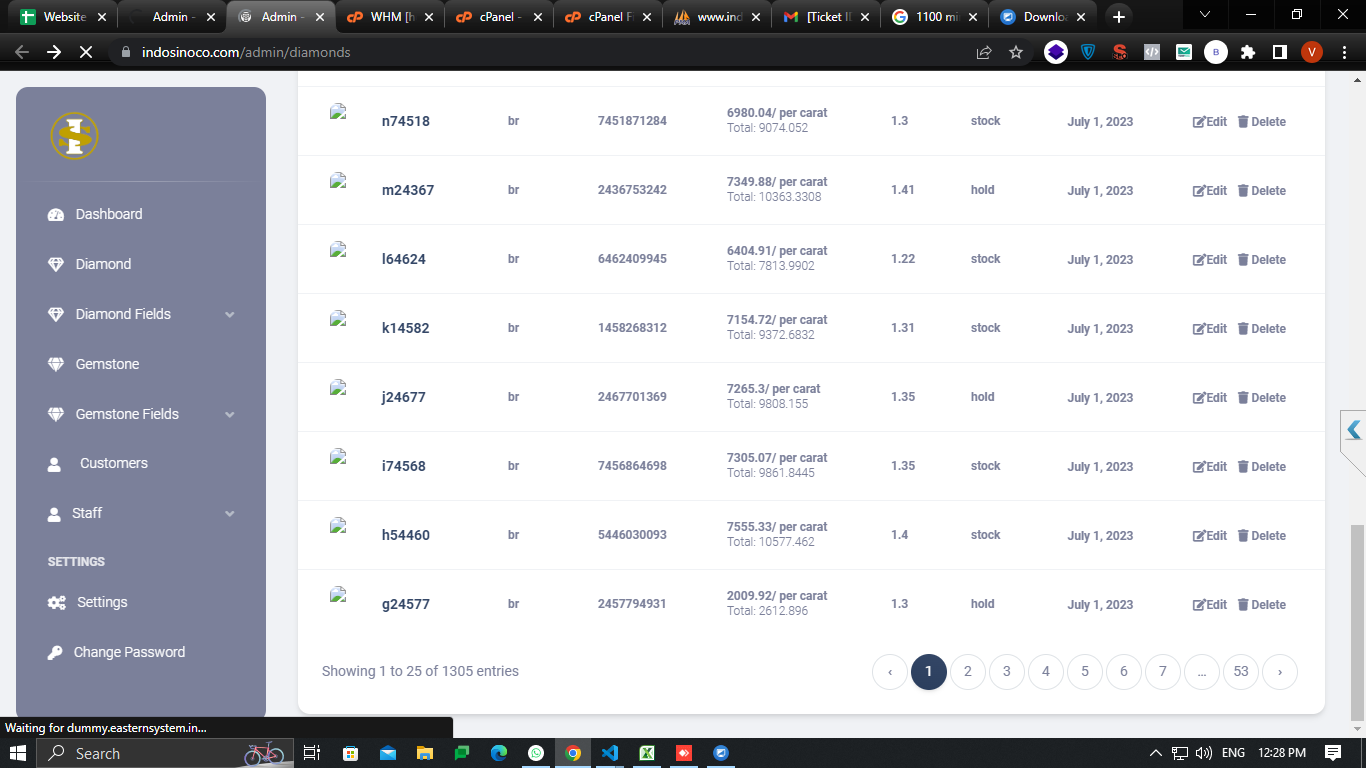 Website
Admin -
Admin -
WHM [h
cPanel -
cPanel F
www.ind
[Ticket ID
1100 mi
Downloa
indosinoco.com/admin/diamonds
V
IS
Dashboard
Diamond
Diamond Fields
Gemstone
Gemstone Fields
Customers
Staff
SETTINGS
Settings
Change Password
n74518 br 7451871284 6980.04/ per carat 1.3 stock July 1, 2023 Edit Delete
Total: 9074.052
m24367 br 2436753242 7349.88/ per carat 1.41 hold July 1, 2023 Edit Delete
Total: 10363.3308
l64624 br 6462409945 6404.91/ per carat 1.22 stock July 1, 2023 Edit Delete
Total: 7813.9902
k14582 br 1458268312 7154.72/ per carat 1.31 stock July 1, 2023 Edit Delete
Total: 9372.6832
j24677 br 2467701369 7265.3/ per carat 1.35 hold July 1, 2023 Edit Delete
Total: 9808.155
i74568 br 7456864698 7305.07/ per carat 1.35 stock July 1, 2023 Edit Delete
Total: 9861.8445
h54460 br 5446030093 7555.33/ per carat 1.4 stock July 1, 2023 Edit Delete
Total: 10577.462
g24577 br 2457794931 2009.92/ per carat 1.3 hold July 1, 2023 Edit Delete
Total: 2612.896
Showing 1 to 25 of 1305 entries
‹ 1 2 3 4 5 6 7 ... 53 ›
Waiting for dummy.easternsystem.in...
Search
ENG 12:28 PM